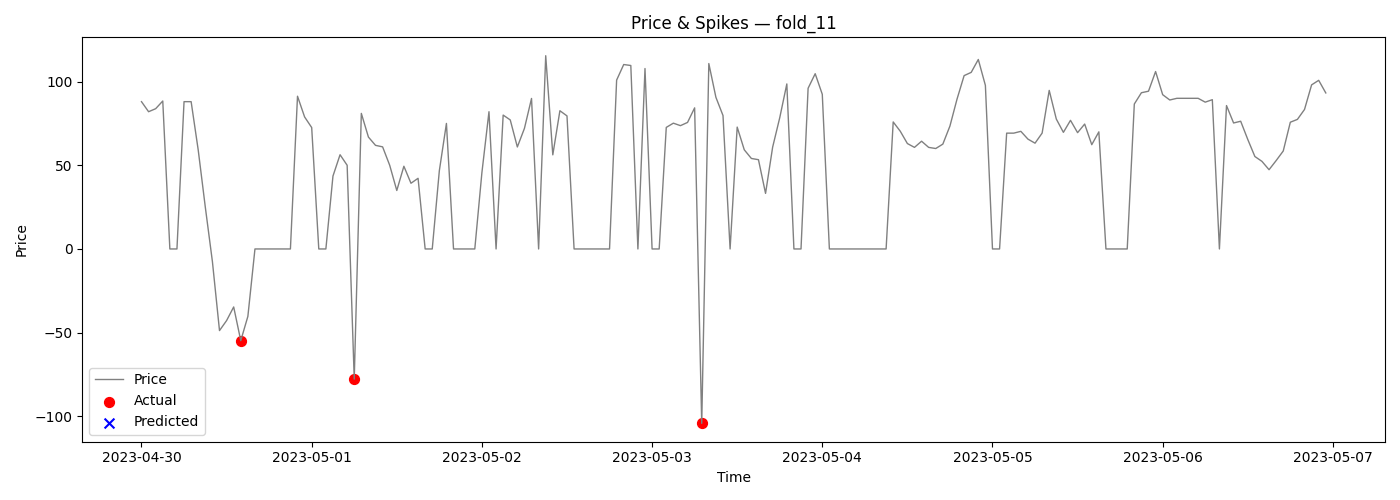 Price & Spikes — fold_11
Price
100
50
0
−50
−100
Price
Actual
Predicted
2023-04-30
2023-05-01
2023-05-02
2023-05-03
2023-05-04
2023-05-05
2023-05-06
2023-05-07
Time